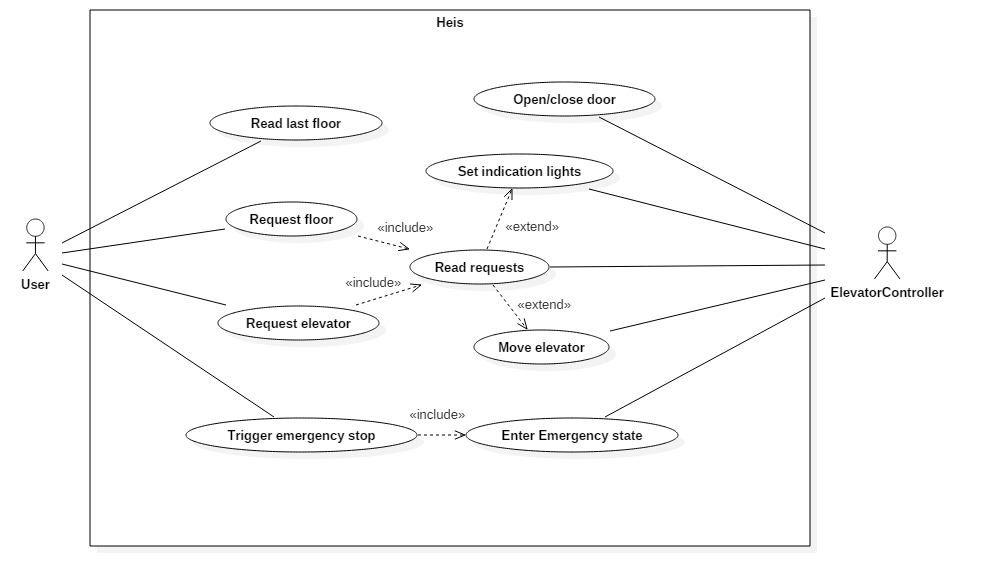 Heis
Open/close door
Read last floor
Set indication lights
Request floor
«include»
«extend»
Read requests
User
ElevatorController
«include»
«extend»
Request elevator
Move elevator
«include»
Trigger emergency stop
Enter Emergency state